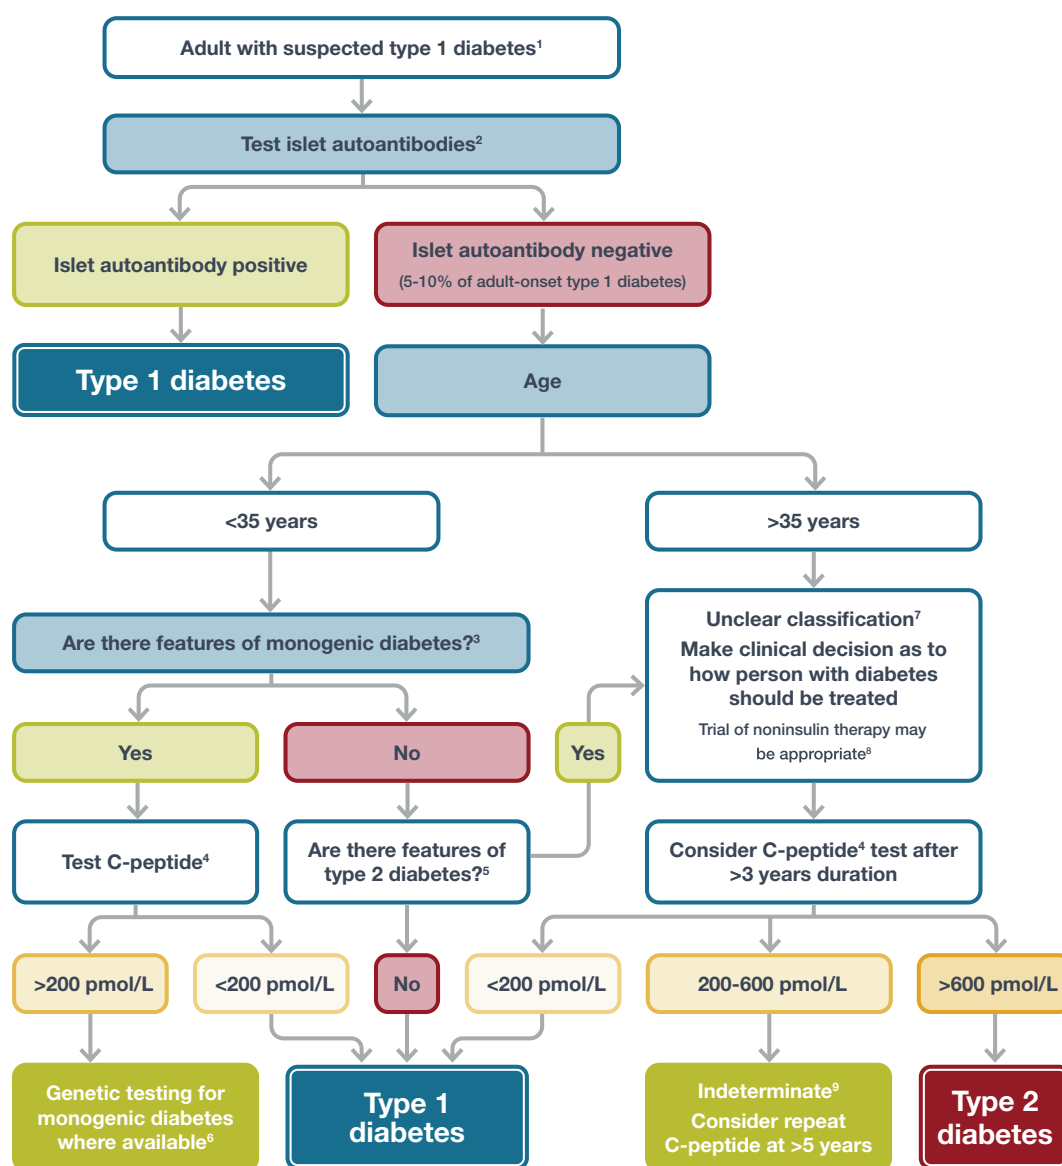 Adult with suspected type 1 diabetes¹
Test islet autoantibodies²
Islet autoantibody positive
Islet autoantibody negative
(5-10% of adult-onset type 1 diabetes)
Type 1 diabetes
Age
<35 years
>35 years
Are there features of monogenic diabetes?³
Unclear classification⁷
Make clinical decision as to
how person with diabetes
should be treated
Trial of noninsulin therapy may
be appropriate⁸
Yes
No
Yes
Test C-peptide⁴
Are there features of
type 2 diabetes?⁵
Consider C-peptide⁴ test after
>3 years duration
>200 pmol/L
<200 pmol/L
No
<200 pmol/L
200-600 pmol/L
>600 pmol/L
Genetic testing for
monogenic diabetes
where available⁶
Type 1
diabetes
Indeterminate⁹
Consider repeat
C-peptide at >5 years
Type 2
diabetes